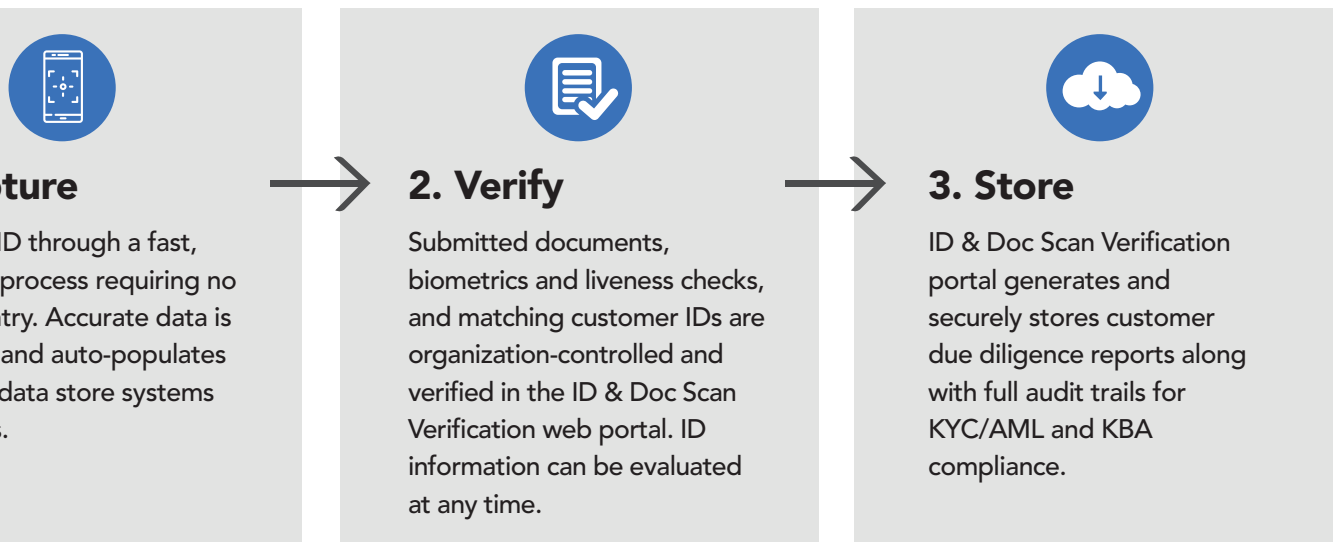 pture
ID through a fast,
process requiring no
ntry. Accurate data is
and auto-populates
data store systems
s.
2. Verify
Submitted documents,
biometrics and liveness checks,
and matching customer IDs are
organization-controlled and
verified in the ID & Doc Scan
Verification web portal. ID
information can be evaluated
at any time.
3. Store
ID & Doc Scan Verification
portal generates and
securely stores customer
due diligence reports along
with full audit trails for
KYC/AML and KBA
compliance.